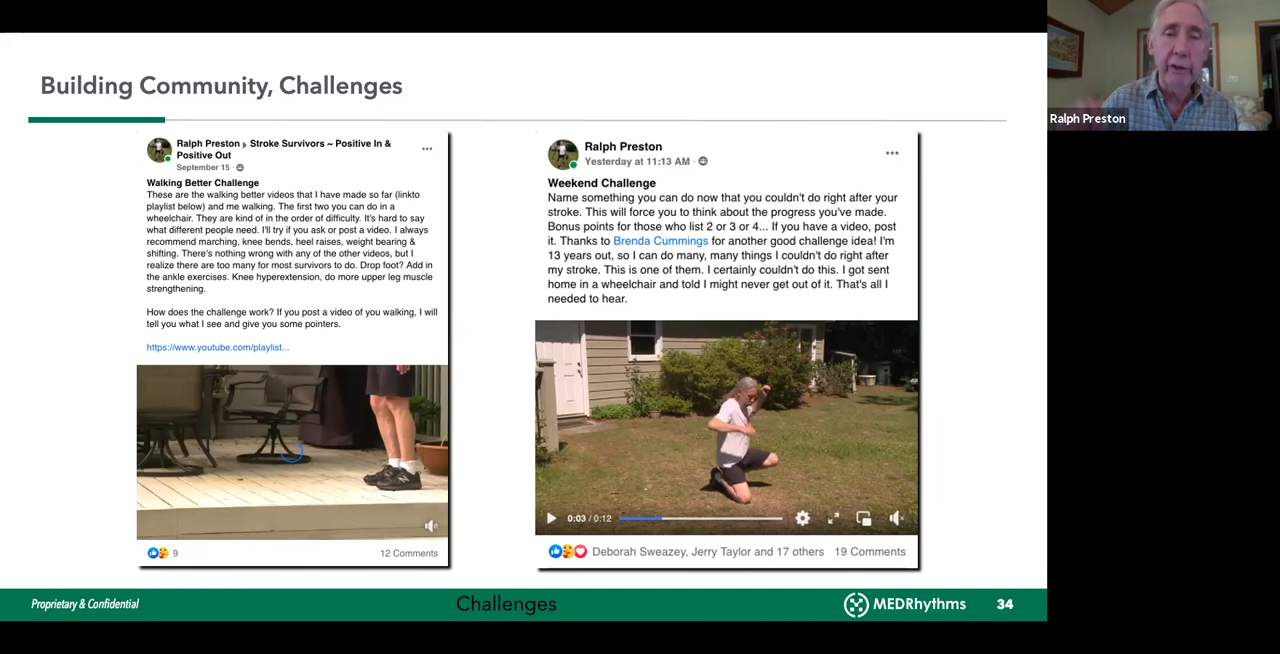 Building Community, Challenges
Ralph Preston ▸ Stroke Survivors ~ Positive In &
Positive Out
September 15 ·
Walking Better Challenge
These are the walking better videos that I have made so far (linkto
playlist below) and me walking. The first two you can do in a
wheelchair. They are kind of in the order of difficulty. It's hard to say
what different people need. I'll try if you ask or post a video. I always
recommend marching, knee bends, heel raises, weight bearing &
shifting. There's nothing wrong with any of the other videos, but I
realize there are too many for most survivors to do. Drop foot? Add in
the ankle exercises. Knee hyperextension, do more upper leg muscle
strengthening.
How does the challenge work? If you post a video of you walking, I will
tell you what I see and give you some pointers.
https://www.youtube.com/playlist...
9
12 Comments
Ralph Preston
Yesterday at 11:13 AM ·
Weekend Challenge
Name something you can do now that you couldn't do right after your
stroke. This will force you to think about the progress you've made.
Bonus points for those who list 2 or 3 or 4... If you have a video, post
it. Thanks to Brenda Cummings for another good challenge idea! I'm
13 years out, so I can do many, many things I couldn't do right after
my stroke. This is one of them. I certainly couldn't do this. I got sent
home in a wheelchair and told I might never get out of it. That's all I
needed to hear.
0:03 / 0:12
Deborah Sweazey, Jerry Taylor and 17 others
19 Comments
Proprietary & Confidential
Challenges
MEDRhythms
34
Ralph Preston